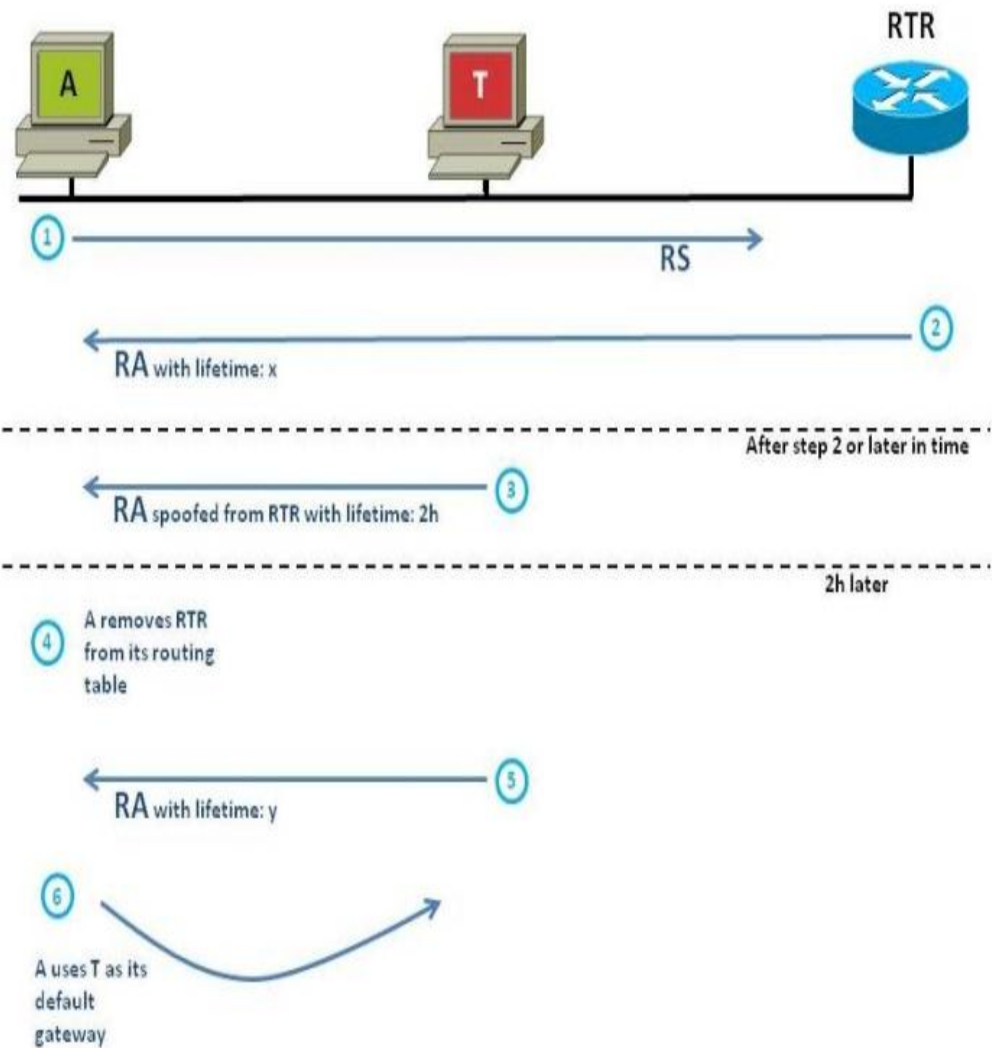 RTR
A
T
1
RS
2
RA with lifetime: x
After step 2 or later in time
3
RA spoofed from RTR with lifetime: 2h
2h later
4
A removes RTR
from its routing
table
5
RA with lifetime: y
6
A uses T as its
default
gateway